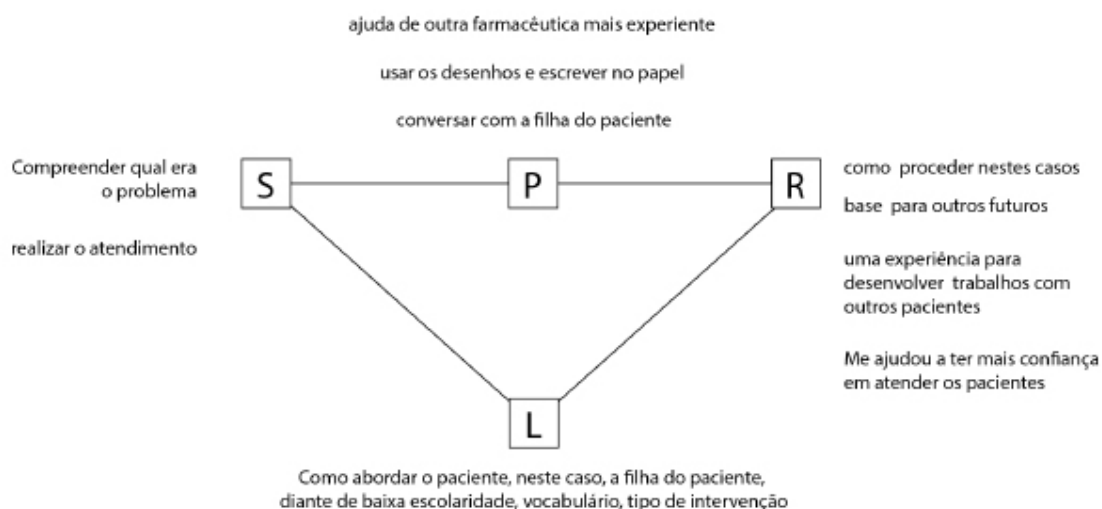 ajuda de outra farmacêutica mais experiente
usar os desenhos e escrever no papel
conversar com a filha do paciente
Compreender qual era
o problema
realizar o atendimento
S
P
R
como proceder nestes casos
base para outros futuros
uma experiência para
desenvolver trabalhos com
outros pacientes
Me ajudou a ter mais confiança
em atender os pacientes
L
Como abordar o paciente, neste caso, a filha do paciente,
diante de baixa escolaridade, vocabulário, tipo de intervenção